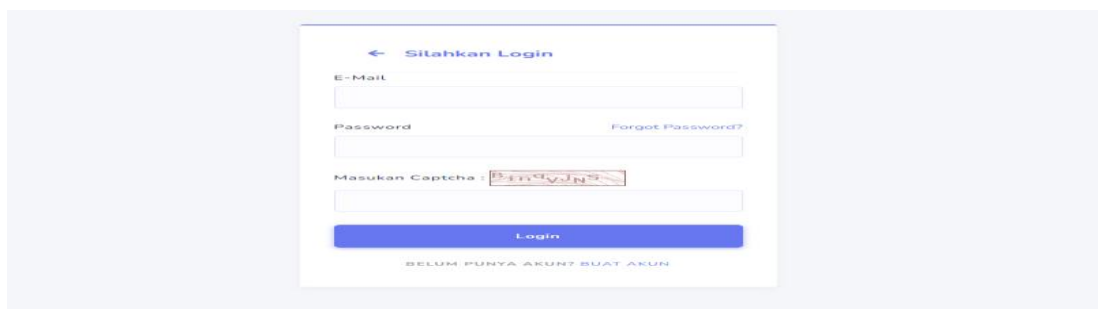 ← Silahkan Login
E-Mail
Password Forgot Password?
Masukan Captcha :
Login
BELUM PUNYA AKUN? BUAT AKUN